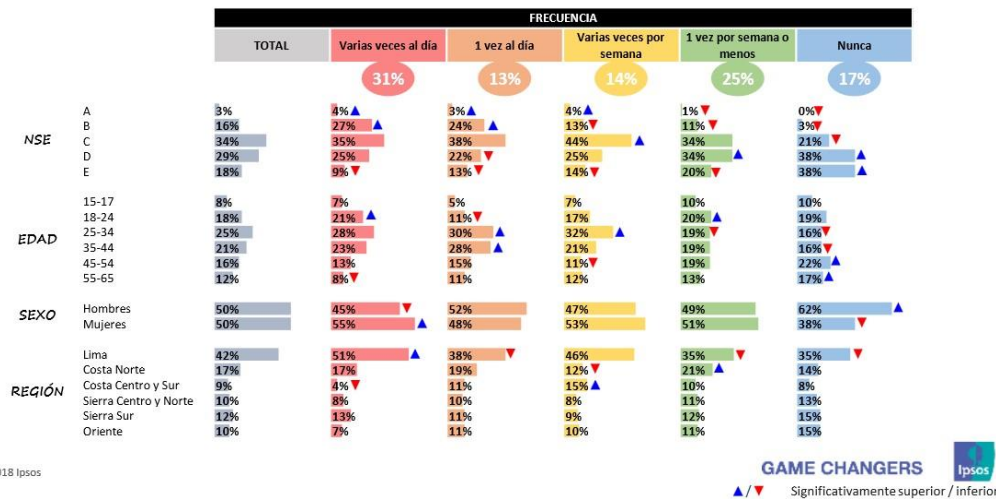 FRECUENCIA
TOTAL Varias veces al día 1 vez al día Varias veces por semana 1 vez por semana o menos Nunca
31% 13% 14% 25% 17%
NSE
A 3% 4% 3% 4% 1% 0%
B 16% 27% 24% 13% 11% 3%
C 34% 35% 38% 44% 34% 21%
D 29% 25% 22% 25% 34% 38%
E 18% 9% 13% 14% 20% 38%
EDAD
15-17 8% 7% 5% 7% 10% 10%
18-24 18% 21% 11% 17% 20% 19%
25-34 25% 28% 30% 32% 19% 16%
35-44 21% 23% 28% 21% 19% 16%
45-54 16% 13% 15% 11% 19% 22%
55-65 12% 8% 11% 12% 13% 17%
SEXO
Hombres 50% 45% 52% 47% 49% 62%
Mujeres 50% 55% 48% 53% 51% 38%
REGIÓN
Lima 42% 51% 38% 46% 35% 35%
Costa Norte 17% 17% 19% 12% 21% 14%
Costa Centro y Sur 9% 4% 11% 15% 10% 8%
Sierra Centro y Norte 10% 8% 10% 8% 11% 13%
Sierra Sur 12% 13% 11% 9% 12% 15%
Oriente 10% 7% 11% 10% 11% 15%
18 Ipsos
GAME CHANGERS
Ipsos
▲/▼ Significativamente superior / inferior